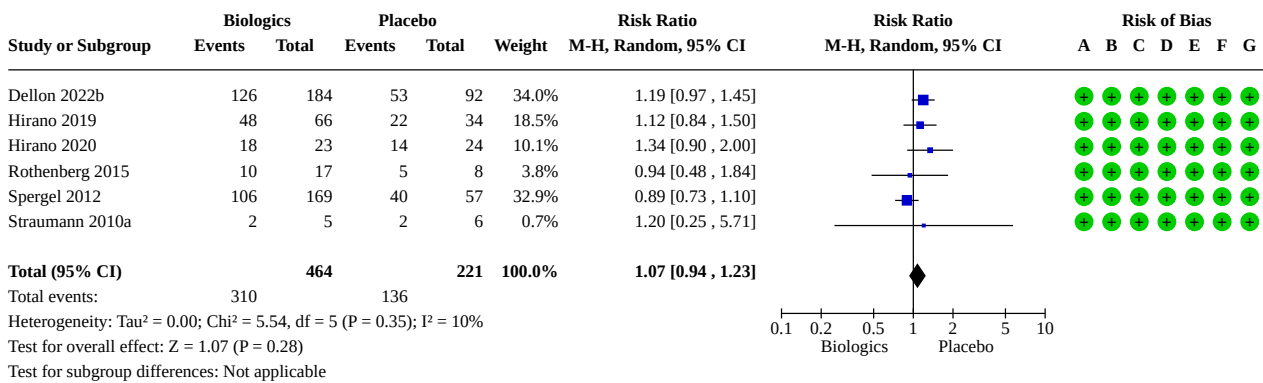 Biologics Placebo Risk Ratio Risk Ratio Risk of Bias
Study or Subgroup Events Total Events Total Weight M-H, Random, 95% CI M-H, Random, 95% CI A B C D E F G
Dellon 2022b 126 184 53 92 34.0% 1.19 [0.97 , 1.45] + + + + + + +
Hirano 2019 48 66 22 34 18.5% 1.12 [0.84 , 1.50] + + + + + + +
Hirano 2020 18 23 14 24 10.1% 1.34 [0.90 , 2.00] + + + + + + +
Rothenberg 2015 10 17 5 8 3.8% 0.94 [0.48 , 1.84] + + + + + + +
Spergel 2012 106 169 40 57 32.9% 0.89 [0.73 , 1.10] + + + + + + +
Straumann 2010a 2 5 2 6 0.7% 1.20 [0.25 , 5.71] + + + + + + +
Total (95% CI) 464 221 100.0% 1.07 [0.94 , 1.23]
Total events: 310 136
Heterogeneity: Tau² = 0.00; Chi² = 5.54, df = 5 (P = 0.35); I² = 10%
0.1 0.2 0.5 1 2 5 10
Test for overall effect: Z = 1.07 (P = 0.28) Biologics Placebo
Test for subgroup differences: Not applicable